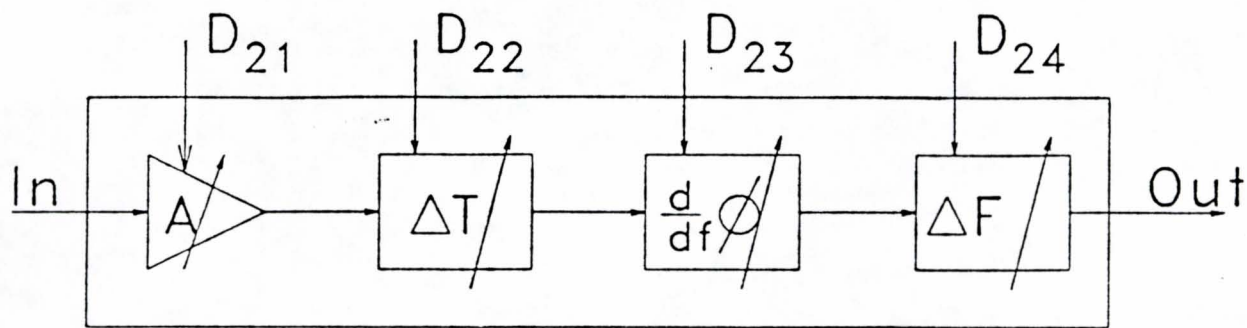 D21 D22 D23 D24
In A ΔT d/df ∅ ΔF Out